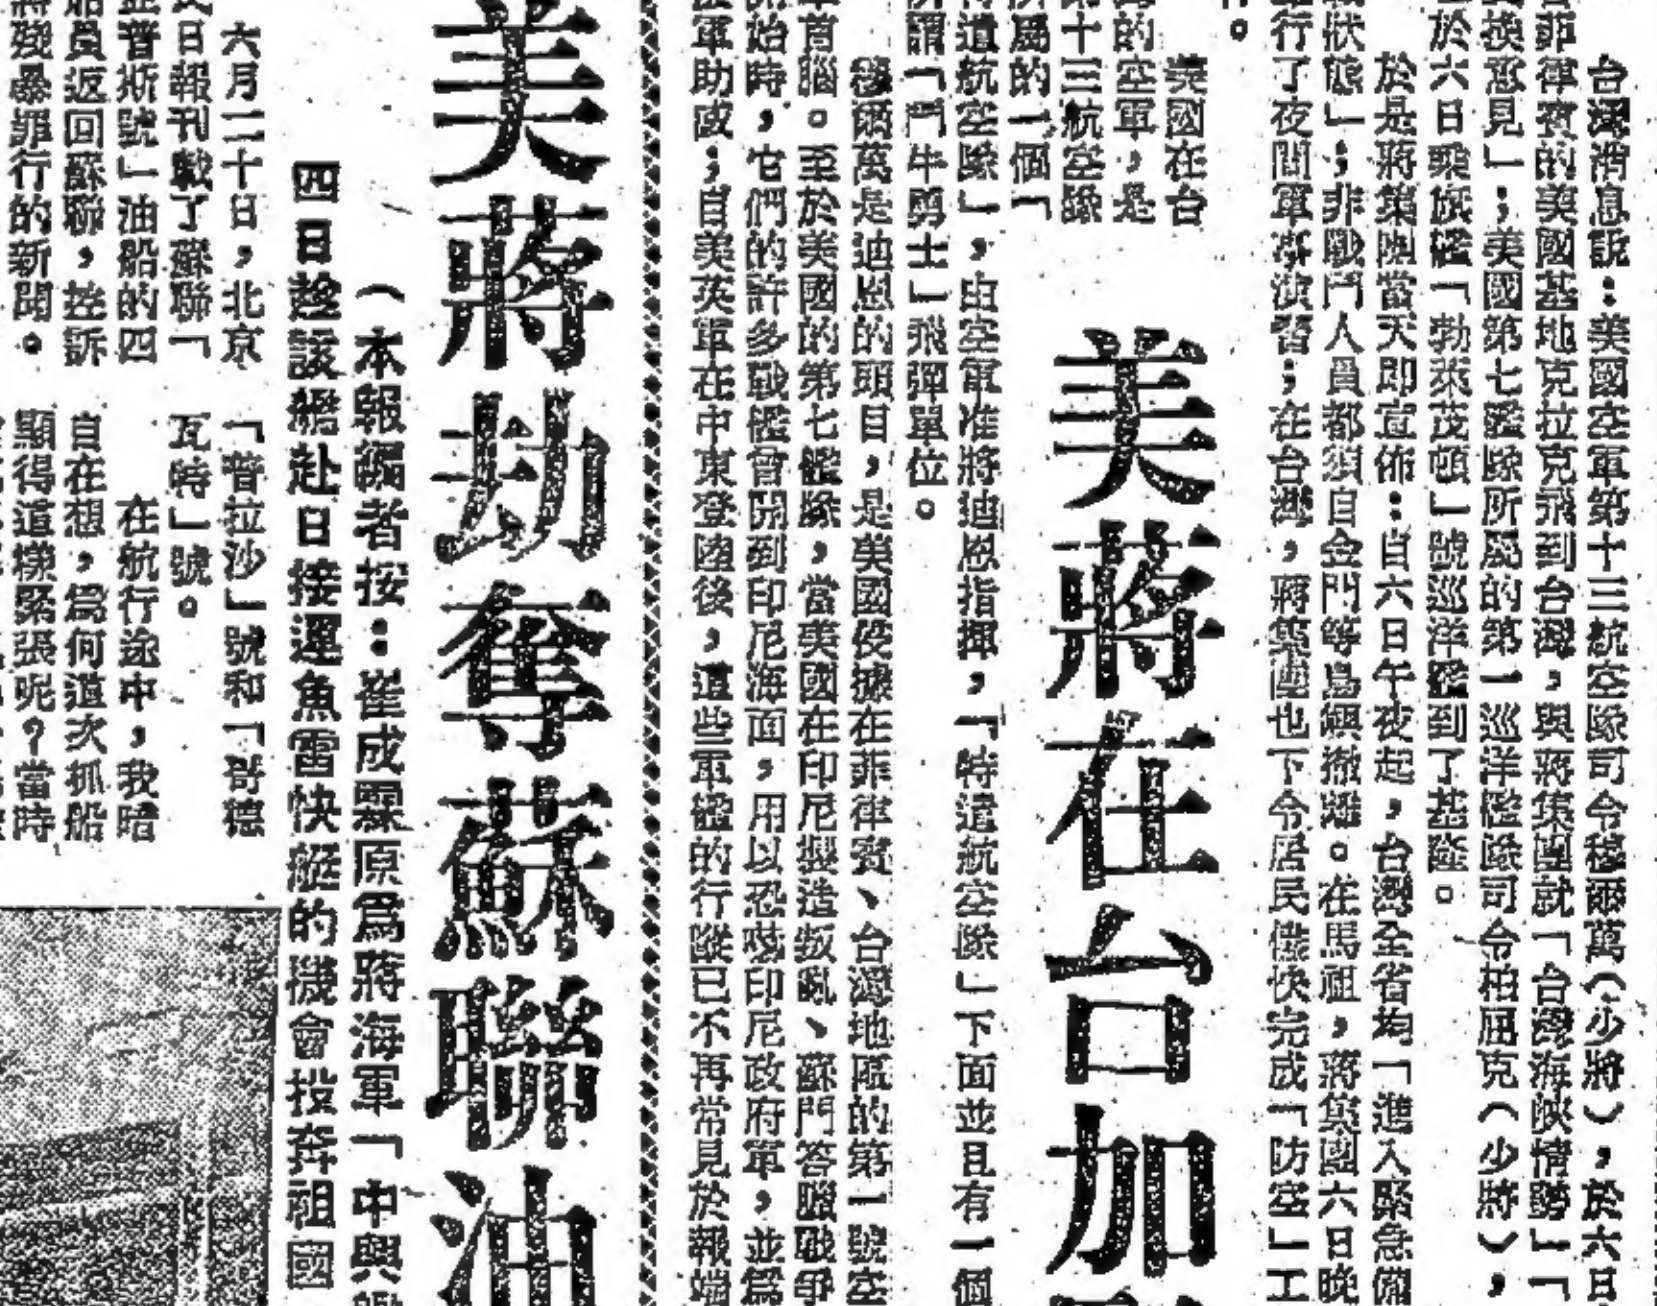 台灣消息說：美國空軍第十三航空隊司令穆爾萬（少將），於六日
菲律賓的美國基地克拉克飛到台灣，與蔣集團就「台灣海峽情勢」「
換意見」；美國第七艦隊所屬的第一巡洋艦隊司令柏屈克（少將），
於六日乘旗艦「勃萊茂頓」號巡洋艦到了基隆。
於是蔣集團當天即宣佈：自六日午夜起，台灣全省均「進入緊急備
狀態」；非戰鬥人員都須自金門等島嶼撤離。在馬祖，蔣集團六日晚
行了夜間軍事演習；在台灣，蔣集團也下令居民儘快完成「防空」工
。
美蔣在台加
美國在台
的空軍，是
第十三航空隊
所屬的一個「
特遣航空隊」，由空軍准將迪恩指揮，「特遣航空隊」下面並且有一個
所謂「鬥牛勇士」飛彈單位。
穆爾萬是迪恩的頭目，是美國侵據在菲律賓、台灣地區的第一號空
軍首腦。至於美國的第七艦隊，當美國在印尼製造叛亂、蘇門答臘戰爭
開始時，它們的許多戰艦曾開到印尼海面，用以恐嚇印尼政府軍，並爲
叛軍助威；自美英軍在中東登陸後，這些軍艦的行蹤已不再常見於報端
美蔣劫奪蘇聯油
（本報編者按：崔成罴原爲蔣海軍「中興
四日趁該艦赴日接運魚雷快艇的機會投奔祖國
六月二十日，北京
日報刊載了蘇聯「
普斯號」油船的四
船員返回蘇聯，控訴
將殘暴罪行的新聞。
「普拉沙」號和「哥德
瓦時」號。
在航行途中，我暗
自在想，爲何這次抓船
顯得這樣緊張呢？當時